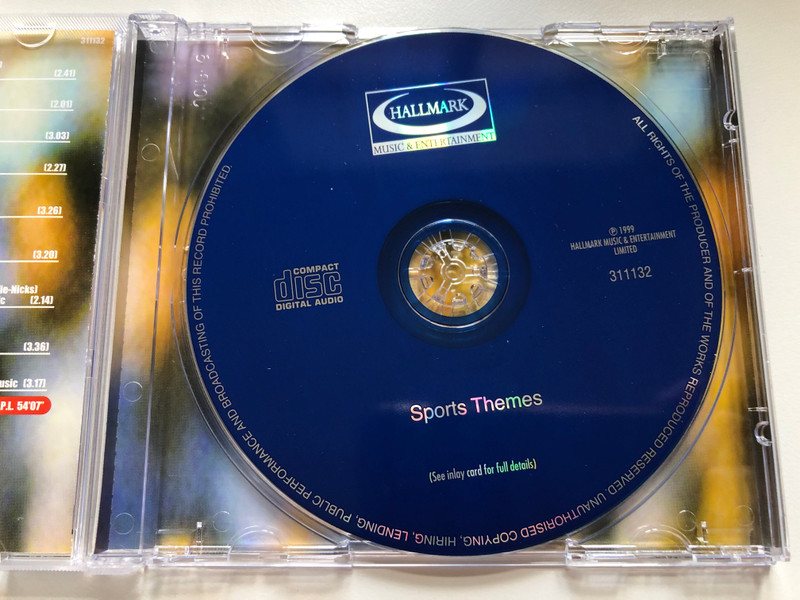 311132
(2.41)
(2.01)
(3.03)
(2.27)
(3.26)
(3.20)
ie-Nicks)
ic (2.14)
(3.36)
usic (3.17)
P.L 54'07"
HALLMARK
MUSIC & ENTERTAINMENT
COMPACT
disc
DIGITAL AUDIO
℗ 1999
HALLMARK MUSIC & ENTERTAINMENT
LIMITED
311132
Sports Themes
(See inlay card for full details)
ALL RIGHTS OF THE PRODUCER AND OF THE WORKS REPRODUCED RESERVED. UNAUTHORISED COPYING, HIRING, LENDING, PUBLIC PERFORMANCE AND BROADCASTING OF THIS RECORD PROHIBITED.